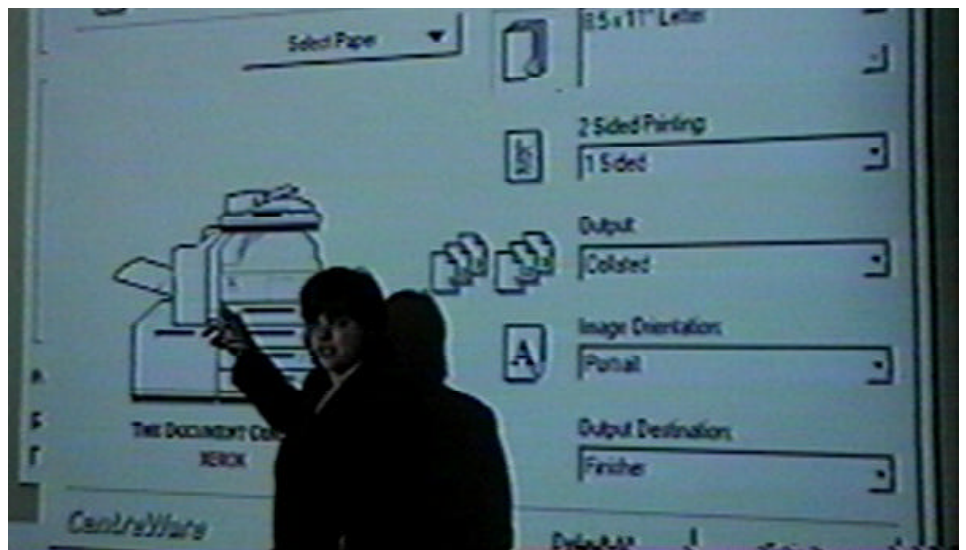 Select Paper
8.5 x 11" Letter
2 Sided Printing:
1 Sided
Output:
Collated
Image Orientation:
Portrait
A
Output Destination:
Finisher
THE DOCUMENT
XEROX
CentreWare